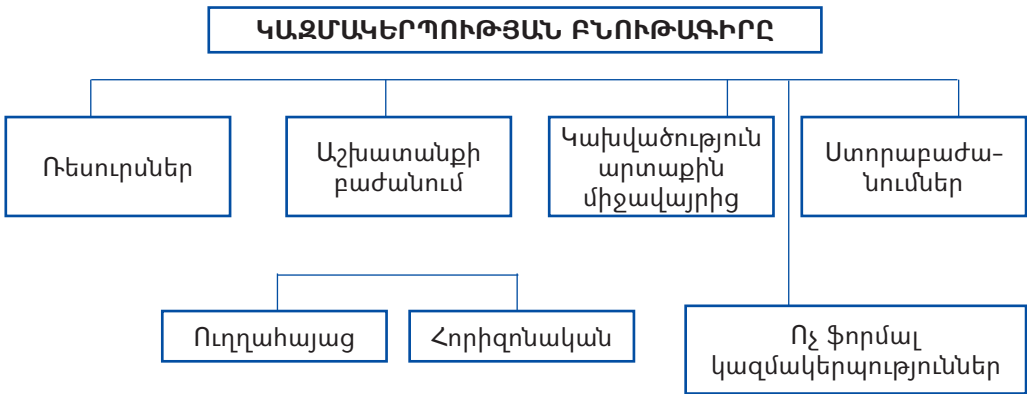 ԿԱԶՄԱԿԵՐՊՈՒԹՅԱՆ ԲՆՈՒԹԱԳԻՐԸ
Ռեսուրսներ
Աշխատանքի
բաժանում
Կախվածություն
արտաքին
միջավայրից
Ստորաբաժա-
նումներ
Ուղղահայաց
Հորիզոնական
Ոչ ֆորմալ
կազմակերպություններ